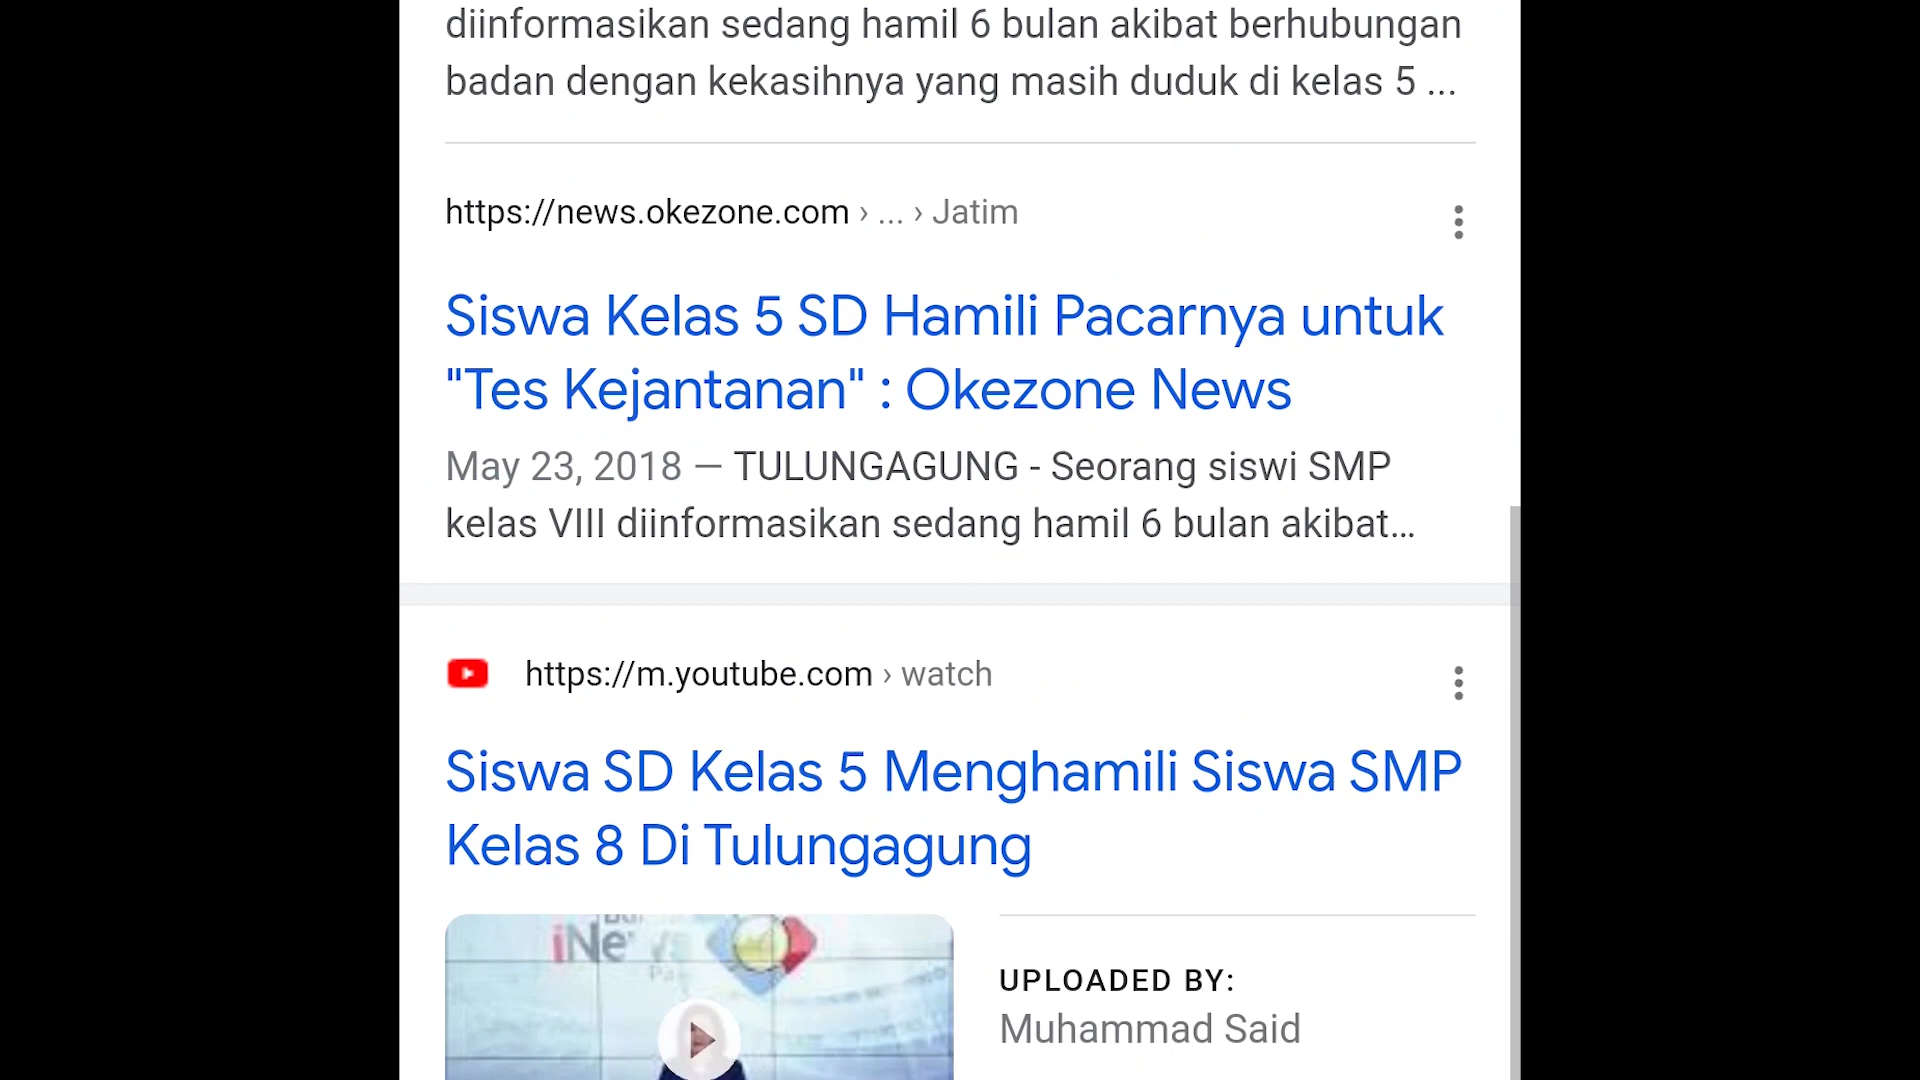 diinformasikan sedang hamil 6 bulan akibat berhubungan
badan dengan kekasihnya yang masih duduk di kelas 5 ...
https://news.okezone.com › ... › Jatim
Siswa Kelas 5 SD Hamili Pacarnya untuk
"Tes Kejantanan" : Okezone News
May 23, 2018 — TULUNGAGUNG - Seorang siswi SMP
kelas VIII diinformasikan sedang hamil 6 bulan akibat...
https://m.youtube.com › watch
Siswa SD Kelas 5 Menghamili Siswa SMP
Kelas 8 Di Tulungagung
iNews
UPLOADED BY:
Muhammad Said